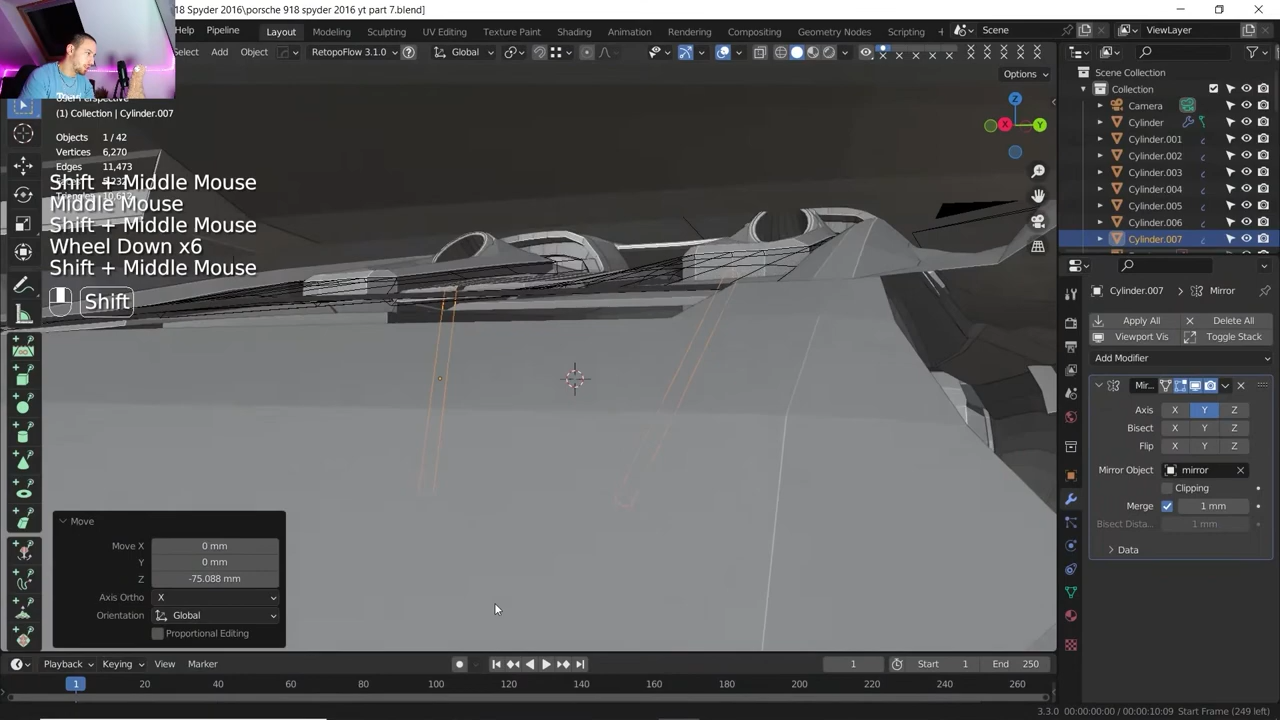 18 Spyder 2016\porsche 918 spyder 2016 yt part 7.blend]
Help Pipeline Layout Modeling Sculpting UV Editing Texture Paint Shading Animation Rendering Compositing Geometry Nodes Scripting Scene ViewLayer
Select Add Object RetopoFlow 3.1.0 Global
Options
(1) Collection | Cylinder.007
Objects 1 / 42
Vertices 6,270
Edges 11,473
Shift + Middle Mouse
Middle Mouse
Shift + Middle Mouse
Wheel Down x6
Shift + Middle Mouse
Shift
Z
X Y
Move
Move X 0 mm
Y 0 mm
Z -75.088 mm
Axis Ortho X
Orientation Global
Proportional Editing
Scene Collection
Collection
Camera
Cylinder
Cylinder.001
Cylinder.002
Cylinder.003
Cylinder.004
Cylinder.005
Cylinder.006
Cylinder.007
Cylinder.007 > Mirror
Apply All Delete All
Viewport Vis Toggle Stack
Add Modifier
Mir...
Axis X Y Z
Bisect X Y Z
Flip X Y Z
Mirror Object mirror
Clipping
Merge 1 mm
Bisect Dista... 1 mm
Data
Playback Keying View Marker 1 Start 1 End 250
1 20 40 60 80 100 120 140 160 180 200 220 240 260
3.3.0 00:00:00:00 / 00:00:10:09 Start Frame (249 left)